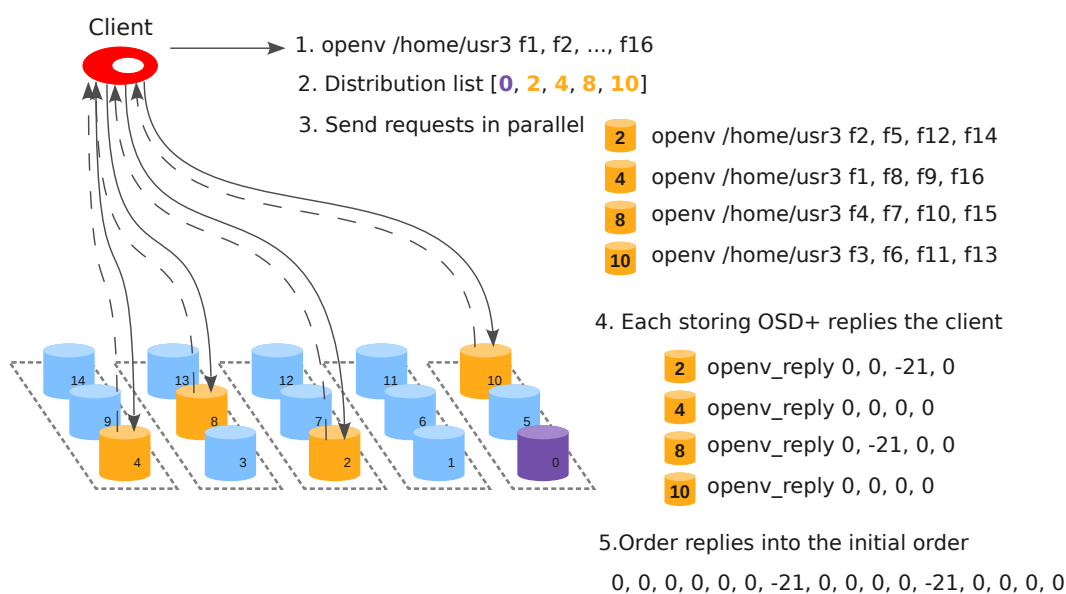 Client
1. openv /home/usr3 f1, f2, ..., f16
2. Distribution list [0, 2, 4, 8, 10]
3. Send requests in parallel
2 openv /home/usr3 f2, f5, f12, f14
4 openv /home/usr3 f1, f8, f9, f16
8 openv /home/usr3 f4, f7, f10, f15
10 openv /home/usr3 f3, f6, f11, f13
4. Each storing OSD+ replies the client
2 openv_reply 0, 0, -21, 0
4 openv_reply 0, 0, 0, 0
8 openv_reply 0, -21, 0, 0
10 openv_reply 0, 0, 0, 0
5.Order replies into the initial order
0, 0, 0, 0, 0, 0, -21, 0, 0, 0, 0, -21, 0, 0, 0, 0
14 13 12 11 10
9 8 7 6 5
4 3 2 1 0